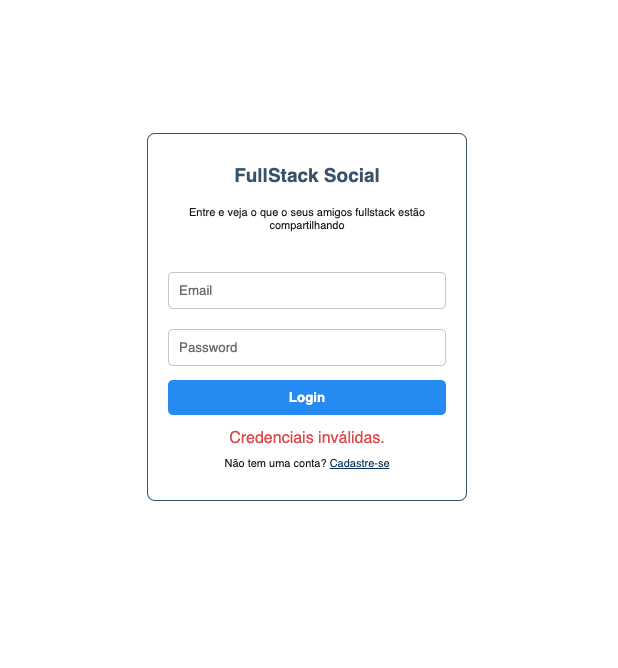 FullStack Social
Entre e veja o que o seus amigos fullstack estão
compartilhando
Email
Password
Login
Credenciais inválidas.
Não tem uma conta? Cadastre-se